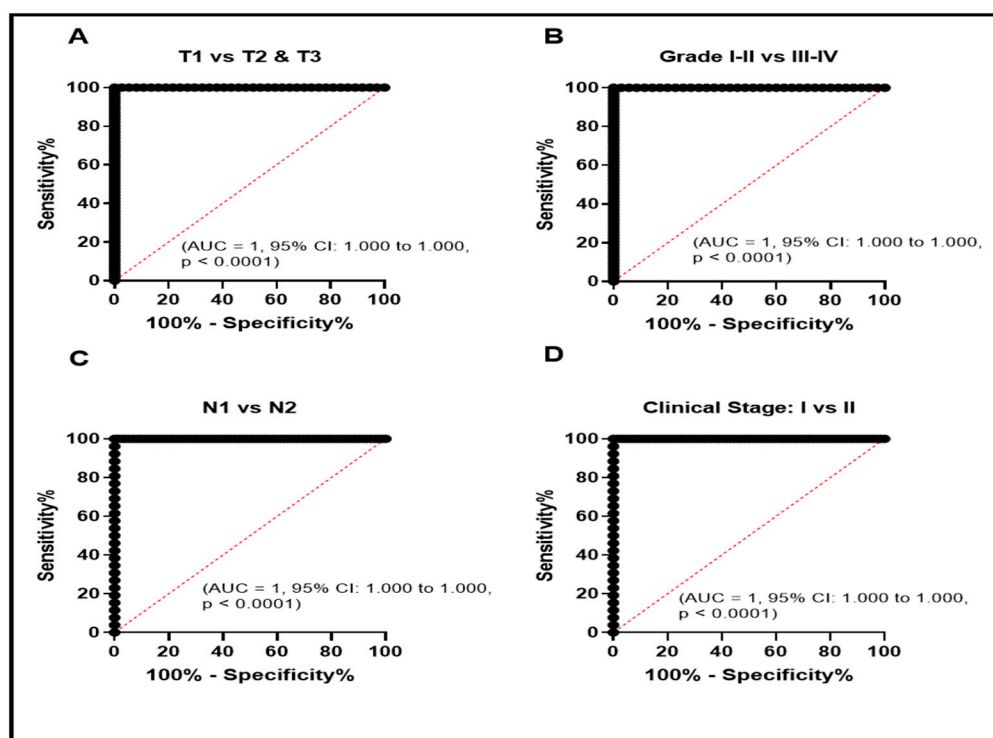 A
T1 vs T2 & T3
100
80
60
40
20
0
Sensitivity%
(AUC = 1, 95% CI: 1.000 to 1.000,
p < 0.0001)
0 20 40 60 80 100
100% - Specificity%
B
Grade I-II vs III-IV
100
80
60
40
20
0
Sensitivity%
(AUC = 1, 95% CI: 1.000 to 1.000,
p < 0.0001)
0 20 40 60 80 100
100% - Specificity%
C
N1 vs N2
100
80
60
40
20
0
Sensitivity%
(AUC = 1, 95% CI: 1.000 to 1.000,
p < 0.0001)
0 20 40 60 80 100
100% - Specificity%
D
Clinical Stage: I vs II
100
80
60
40
20
0
Sensitivity%
(AUC = 1, 95% CI: 1.000 to 1.000,
p < 0.0001)
0 20 40 60 80 100
100% - Specificity%